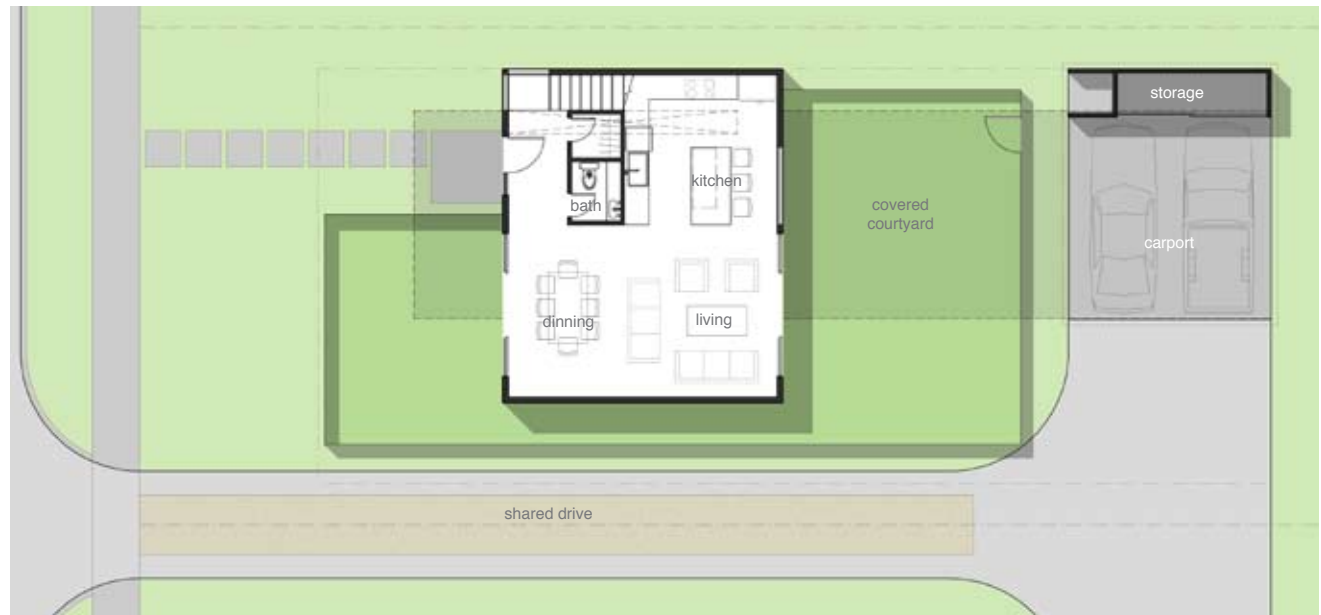 storage
kitchen
bath
covered
courtyard
carport
dinning
living
shared drive